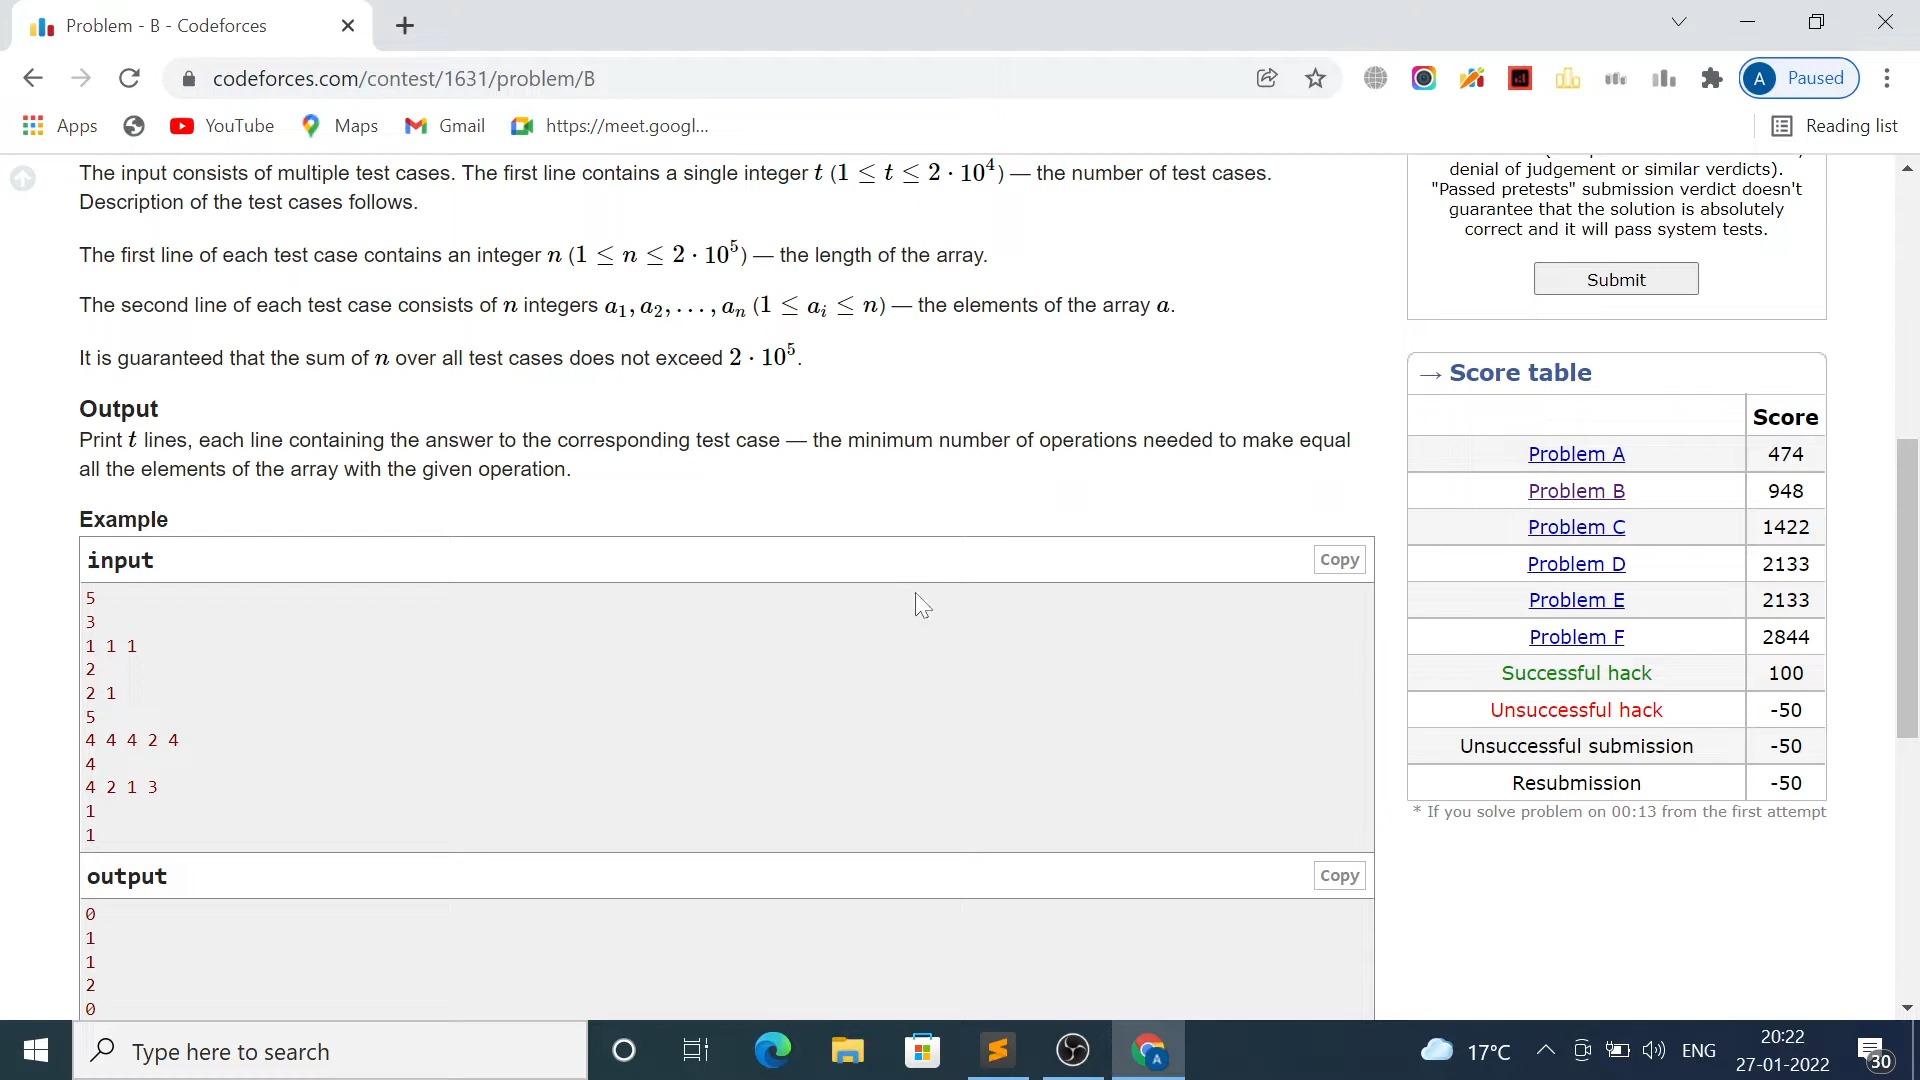 Problem - B - Codeforces
codeforces.com/contest/1631/problem/B
A Paused
Apps YouTube Maps Gmail https://meet.googl... Reading list
The input consists of multiple test cases. The first line contains a single integer t (1 ≤ t ≤ 2 · 10⁴) — the number of test cases.
Description of the test cases follows.
The first line of each test case contains an integer n (1 ≤ n ≤ 2 · 10⁵) — the length of the array.
The second line of each test case consists of n integers a₁, a₂, . . . , aₙ (1 ≤ aᵢ ≤ n) — the elements of the array a.
It is guaranteed that the sum of n over all test cases does not exceed 2 · 10⁵.
Output
Print t lines, each line containing the answer to the corresponding test case — the minimum number of operations needed to make equal
all the elements of the array with the given operation.
Example
input Copy
5
3
1 1 1
2
2 1
5
4 4 4 2 4
4
4 2 1 3
1
1
output Copy
0
1
1
2
0
denial of judgement or similar verdicts).
"Passed pretests" submission verdict doesn't
guarantee that the solution is absolutely
correct and it will pass system tests.
Submit
→ Score table
Score
Problem A 474
Problem B 948
Problem C 1422
Problem D 2133
Problem E 2133
Problem F 2844
Successful hack 100
Unsuccessful hack -50
Unsuccessful submission -50
Resubmission -50
* If you solve problem on 00:13 from the first attempt
Type here to search
A
17°C
ENG
20:22
27-01-2022
30